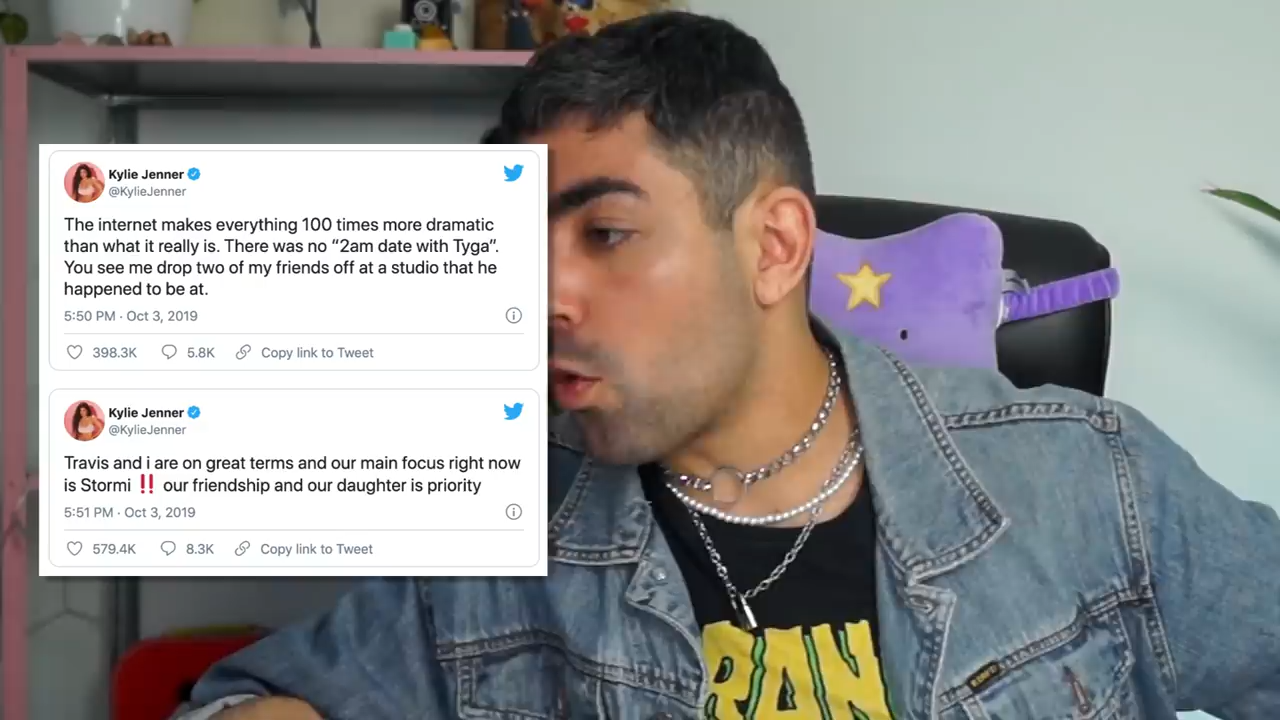 Kylie Jenner
@KylieJenner
The internet makes everything 100 times more dramatic
than what it really is. There was no “2am date with Tyga”.
You see me drop two of my friends off at a studio that he
happened to be at.
5:50 PM · Oct 3, 2019
398.3K 5.8K Copy link to Tweet
Kylie Jenner
@KylieJenner
Travis and i are on great terms and our main focus right now
is Stormi ‼️ our friendship and our daughter is priority
5:51 PM · Oct 3, 2019
579.4K 8.3K Copy link to Tweet